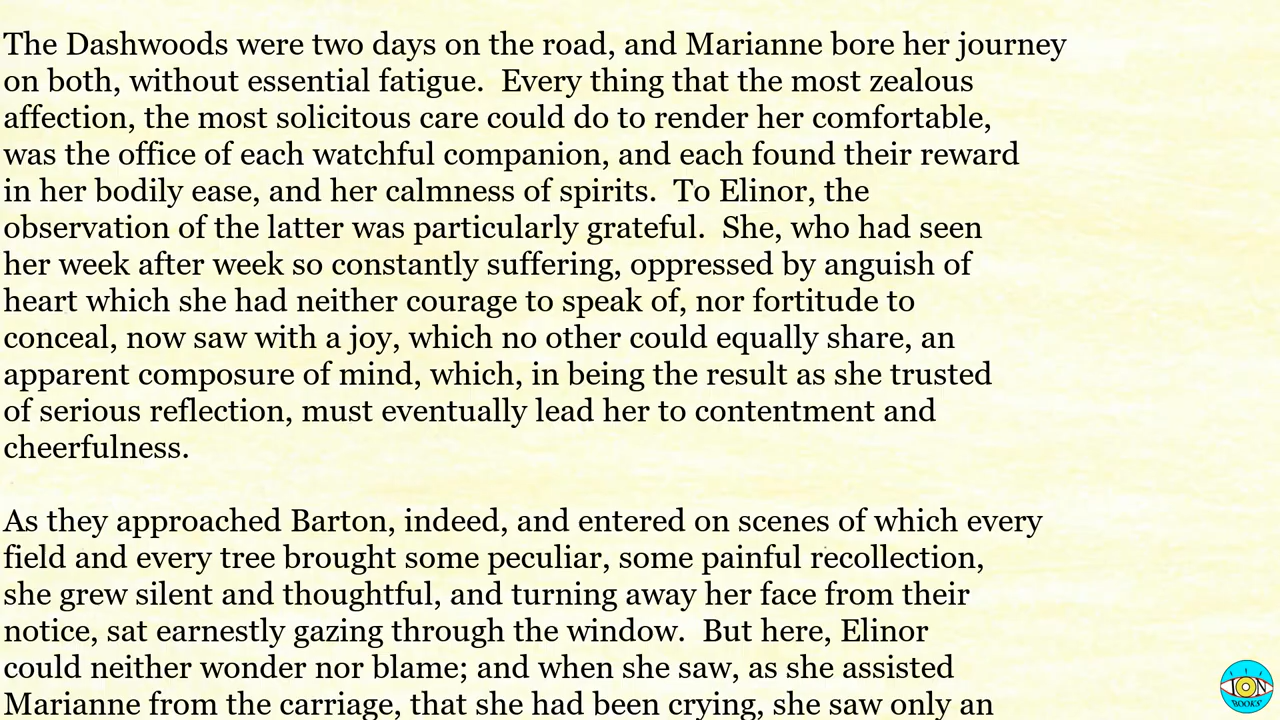 The Dashwoods were two days on the road, and Marianne bore her journey
on both, without essential fatigue.  Every thing that the most zealous
affection, the most solicitous care could do to render her comfortable,
was the office of each watchful companion, and each found their reward
in her bodily ease, and her calmness of spirits.  To Elinor, the
observation of the latter was particularly grateful.  She, who had seen
her week after week so constantly suffering, oppressed by anguish of
heart which she had neither courage to speak of, nor fortitude to
conceal, now saw with a joy, which no other could equally share, an
apparent composure of mind, which, in being the result as she trusted
of serious reflection, must eventually lead her to contentment and
cheerfulness.

As they approached Barton, indeed, and entered on scenes of which every
field and every tree brought some peculiar, some painful recollection,
she grew silent and thoughtful, and turning away her face from their
notice, sat earnestly gazing through the window.  But here, Elinor
could neither wonder nor blame; and when she saw, as she assisted
Marianne from the carriage, that she had been crying, she saw only an
ION
BOOKS